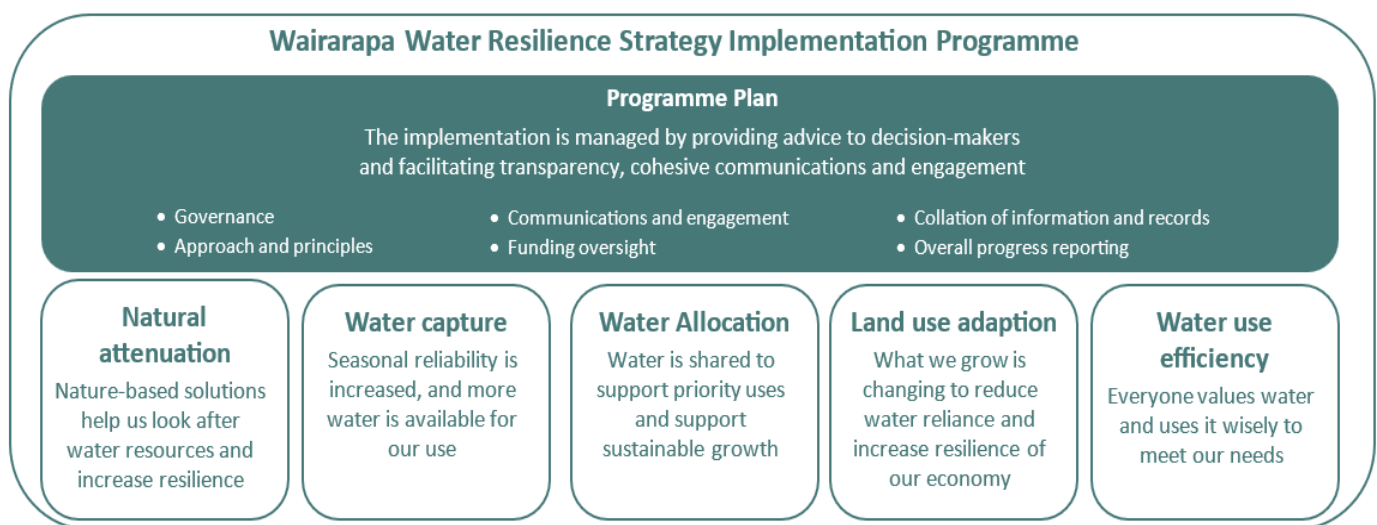 Wairarapa Water Resilience Strategy Implementation Programme
Programme Plan
The implementation is managed by providing advice to decision-makers
and facilitating transparency, cohesive communications and engagement
• Governance
• Approach and principles
• Communications and engagement
• Funding oversight
• Collation of information and records
• Overall progress reporting
Natural
attenuation
Nature-based solutions
help us look after
water resources and
increase resilience
Water capture
Seasonal reliability is
increased, and more
water is available for
our use
Water Allocation
Water is shared to
support priority uses
and support
sustainable growth
Land use adaption
What we grow is
changing to reduce
water reliance and
increase resilience of
our economy
Water use
efficiency
Everyone values water
and uses it wisely to
meet our needs